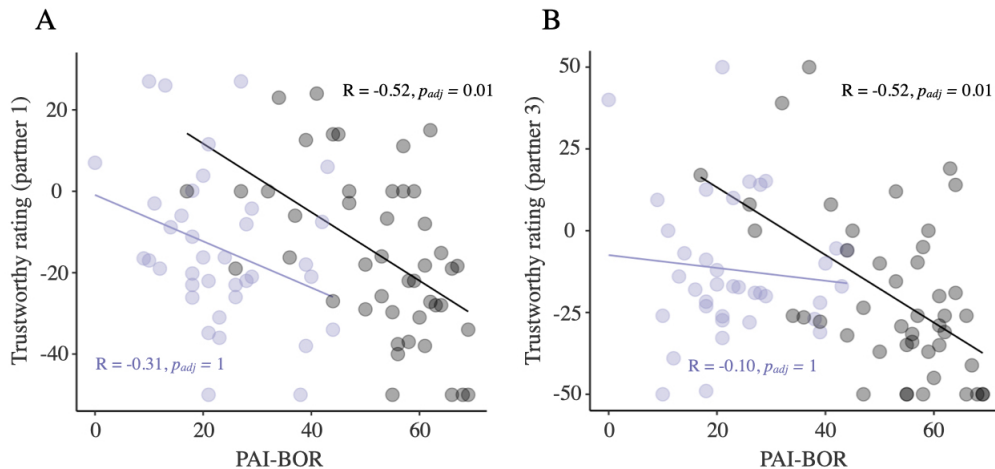 A
Trustworthy rating (partner 1)
20
0
-20
-40
R = -0.52, padj = 0.01
R = -0.31, padj = 1
0 20 40 60
PAI-BOR
B
Trustworthy rating (partner 3)
50
25
0
-25
-50
R = -0.52, padj = 0.01
R = -0.10, padj = 1
0 20 40 60
PAI-BOR